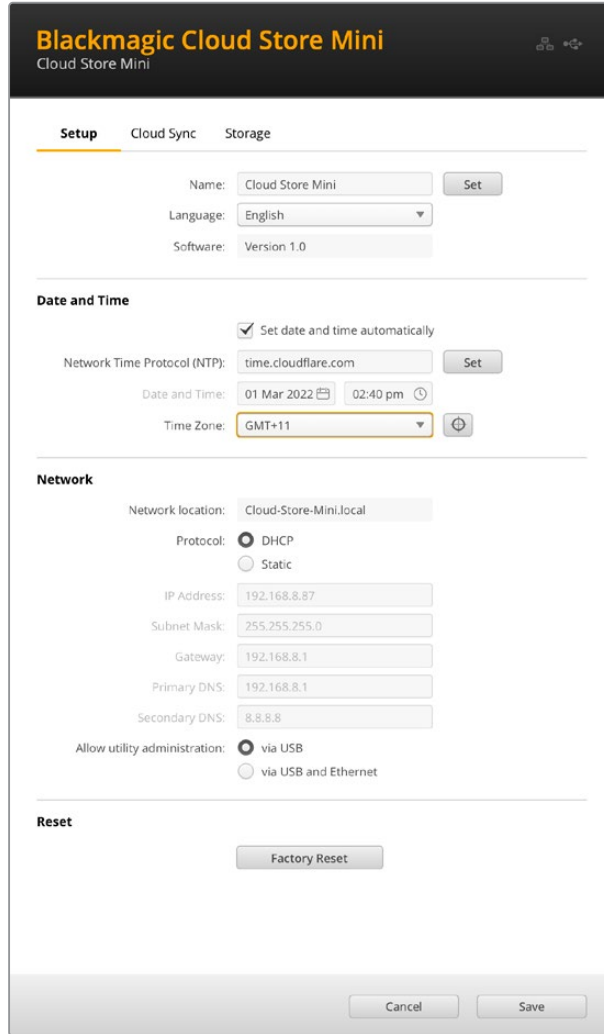 Blackmagic Cloud Store Mini
Cloud Store Mini
Setup Cloud Sync Storage
Name: Cloud Store Mini Set
Language: English
Software: Version 1.0
Date and Time
Set date and time automatically
Network Time Protocol (NTP): time.cloudflare.com Set
Date and Time: 01 Mar 2022 02:40 pm
Time Zone: GMT+11
Network
Network location: Cloud-Store-Mini.local
Protocol: DHCP
Static
IP Address: 192.168.8.87
Subnet Mask: 255.255.255.0
Gateway: 192.168.8.1
Primary DNS: 192.168.8.1
Secondary DNS: 8.8.8.8
Allow utility administration: via USB
via USB and Ethernet
Reset
Factory Reset
Cancel Save